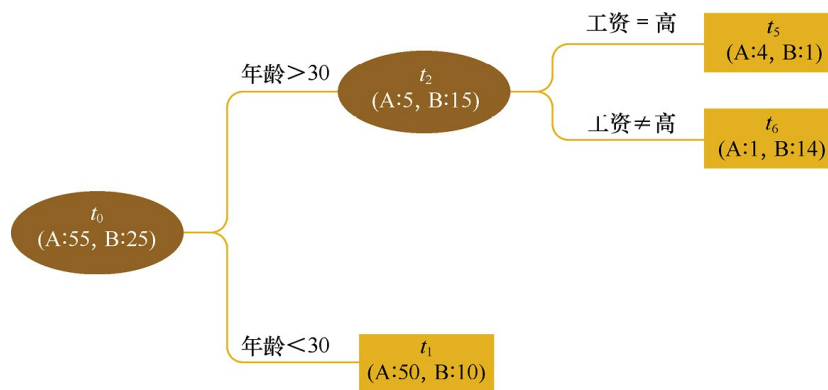 工资 = 高
t₅
(A:4, B:1)
年龄>30
t₂
(A:5, B:15)
工资≠高
t₆
(A:1, B:14)
t₀
(A:55, B:25)
年龄<30
t₁
(A:50, B:10)